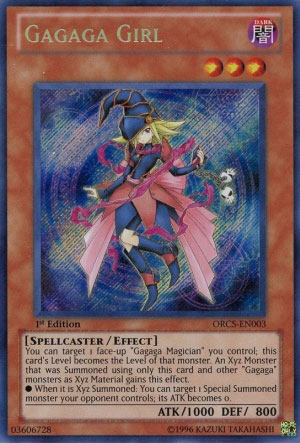 GAGAGA GIRL
DARK
闇
1st Edition
ORCS-EN003
[SPELLCASTER / EFFECT]
You can target 1 face-up "Gagaga Magician" you control; this
card's Level becomes the Level of that monster. An Xyz Monster
that was Summoned using only this card and other "Gagaga"
monsters as Xyz Material gains this effect.
● When it is Xyz Summoned: You can target 1 Special Summoned
monster your opponent controls; its ATK becomes 0.
ATK/1000 DEF/ 800
03606728
©1996 KAZUKI TAKAHASHI